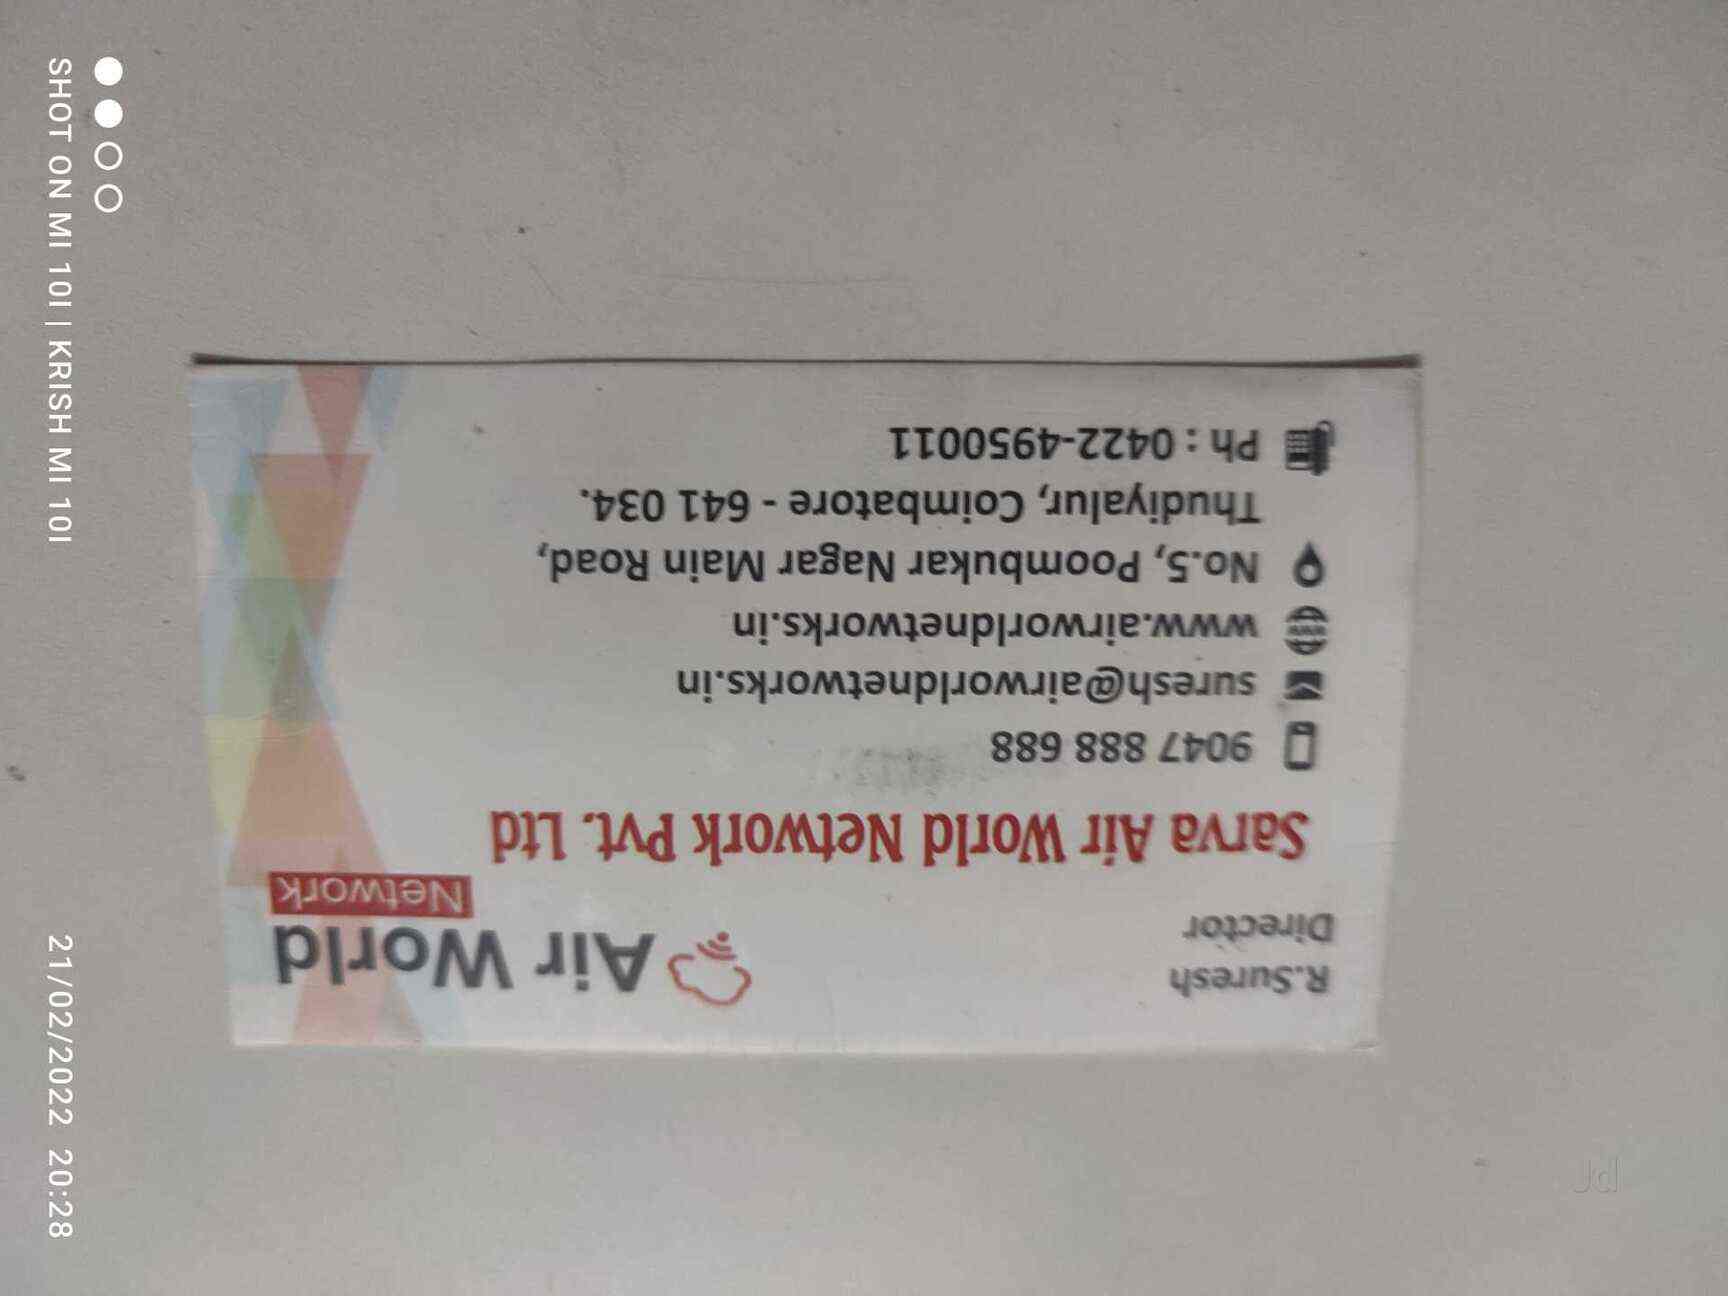 R.Suresh
Director
Air World
Network
Sarva Air World Network Pvt. Ltd
9047 888 688
suresh@airworldnetworks.in
www.airworldnetworks.in
No.5, Poombukar Nagar Main Road,
Thudiyalur, Coimbatore - 641 034.
Ph : 0422-4950011
SHOT ON MI 10I | KRISH MI 10I
21/02/2022 20:28
Jd